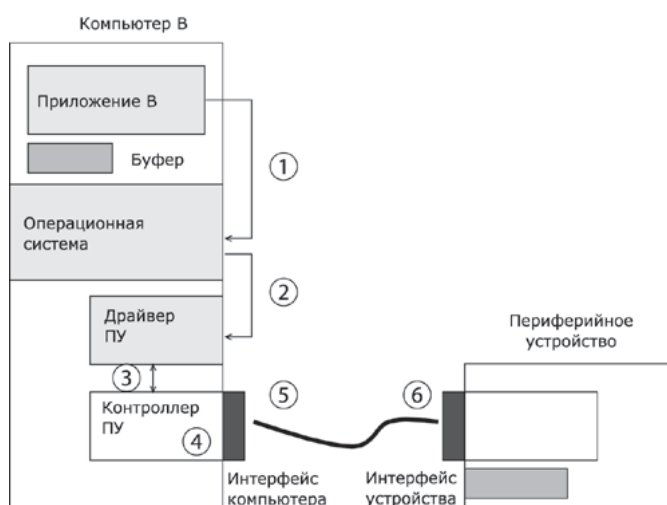 Компьютер В
Приложение В
Буфер
1
Операционная
система
2
Драйвер
ПУ
Периферийное
устройство
3
5
6
Контроллер
ПУ
4
Интерфейс
компьютера
Интерфейс
устройства